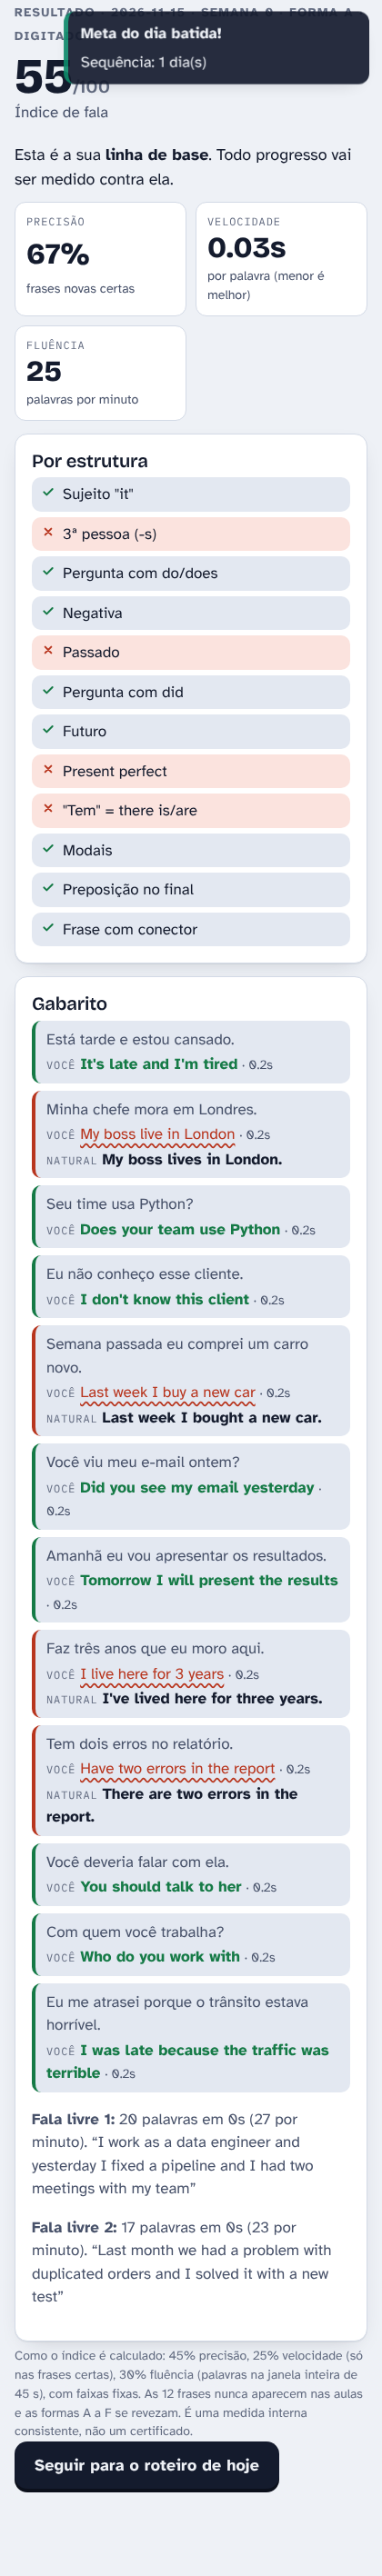 RESULTADO · 2026-11-15 · SEMANA 0 · FORMA A
DIGITAD
Meta do dia batida!
Sequência: 1 dia(s)
55/100
Índice de fala
Esta é a sua linha de base. Todo progresso vai
ser medido contra ela.
PRECISÃO
67%
frases novas certas
VELOCIDADE
0.03s
por palavra (menor é
melhor)
FLUÊNCIA
25
palavras por minuto
Por estrutura
✓ Sujeito "it"
✕ 3ª pessoa (-s)
✓ Pergunta com do/does
✓ Negativa
✕ Passado
✓ Pergunta com did
✓ Futuro
✕ Present perfect
✕ "Tem" = there is/are
✓ Modais
✓ Preposição no final
✓ Frase com conector
Gabarito
Está tarde e estou cansado.
VOCÊ It's late and I'm tired · 0.2s
Minha chefe mora em Londres.
VOCÊ My boss live in London · 0.2s
NATURAL My boss lives in London.
Seu time usa Python?
VOCÊ Does your team use Python · 0.2s
Eu não conheço esse cliente.
VOCÊ I don't know this client · 0.2s
Semana passada eu comprei um carro
novo.
VOCÊ Last week I buy a new car · 0.2s
NATURAL Last week I bought a new car.
Você viu meu e-mail ontem?
VOCÊ Did you see my email yesterday ·
0.2s
Amanhã eu vou apresentar os resultados.
VOCÊ Tomorrow I will present the results
· 0.2s
Faz três anos que eu moro aqui.
VOCÊ I live here for 3 years · 0.2s
NATURAL I've lived here for three years.
Tem dois erros no relatório.
VOCÊ Have two errors in the report · 0.2s
NATURAL There are two errors in the
report.
Você deveria falar com ela.
VOCÊ You should talk to her · 0.2s
Com quem você trabalha?
VOCÊ Who do you work with · 0.2s
Eu me atrasei porque o trânsito estava
horrível.
VOCÊ I was late because the traffic was
terrible · 0.2s
Fala livre 1: 20 palavras em 0s (27 por
minuto). “I work as a data engineer and
yesterday I fixed a pipeline and I had two
meetings with my team”
Fala livre 2: 17 palavras em 0s (23 por
minuto). “Last month we had a problem with
duplicated orders and I solved it with a new
test”
Como o índice é calculado: 45% precisão, 25% velocidade (só
nas frases certas), 30% fluência (palavras na janela inteira de
45 s), com faixas fixas. As 12 frases nunca aparecem nas aulas
e as formas A a F se revezam. É uma medida interna
consistente, não um certificado.
Seguir para o roteiro de hoje